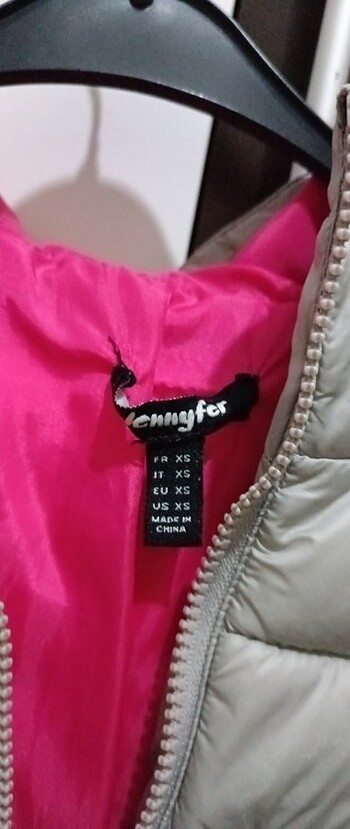 Jennyfer
FR XS
IT XS
EU XS
US XS
MADE IN
CHINA